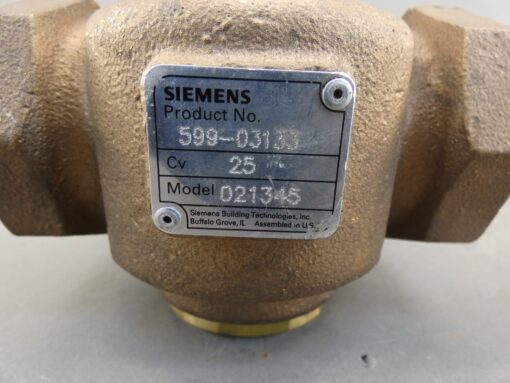 SIEMENS
Product No.
599-03133
Cv 25
Model 021345
Siemens Building Technologies, Inc.
Buffalo Grove, IL Assembled in U.S.